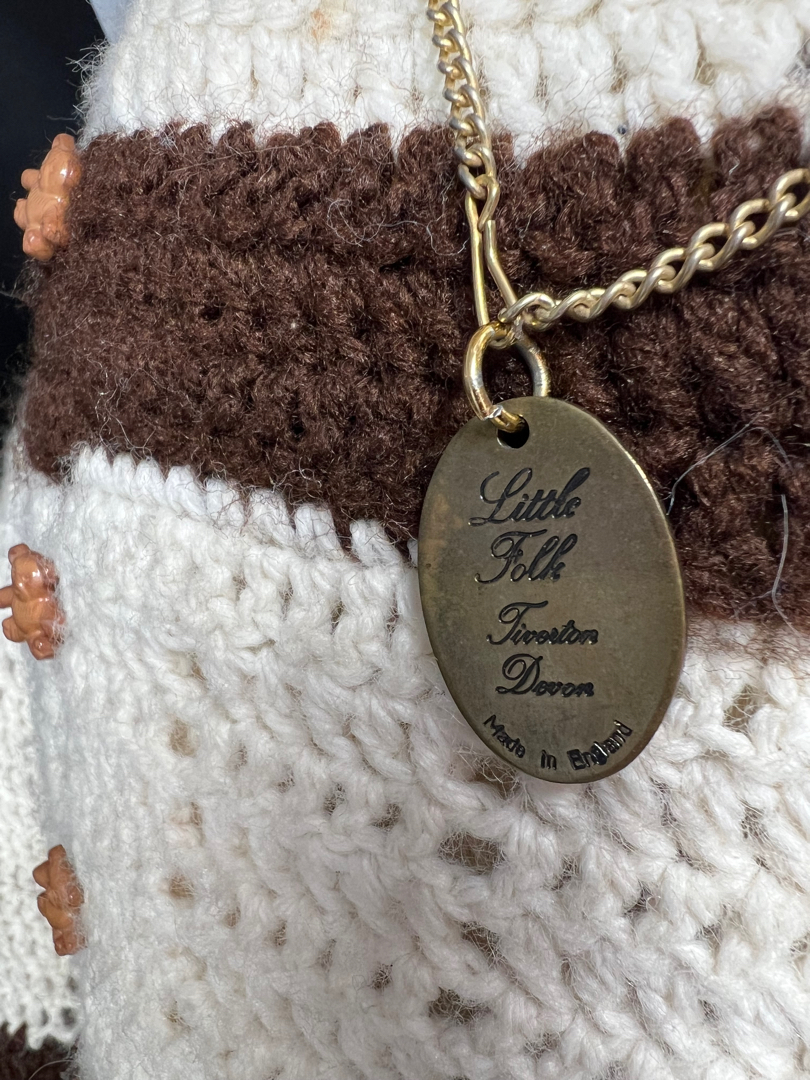 Little
Folk
Tiverton
Devon
Made in England